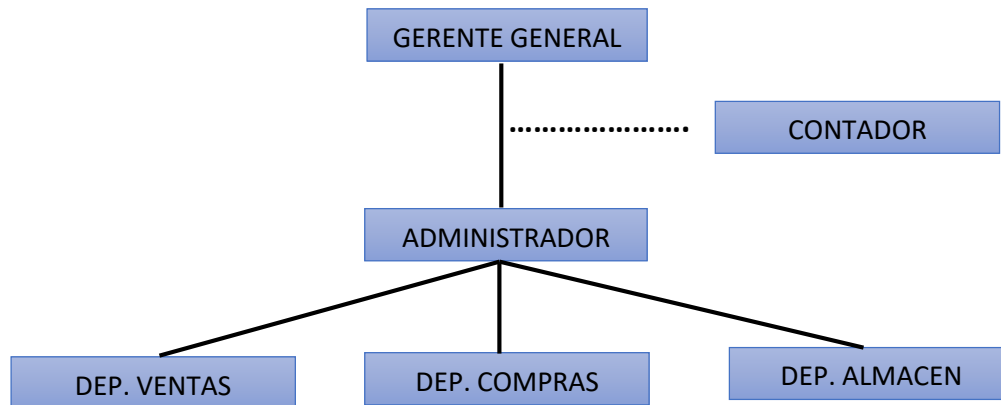 GERENTE GENERAL
CONTADOR
ADMINISTRADOR
DEP. VENTAS
DEP. COMPRAS
DEP. ALMACEN